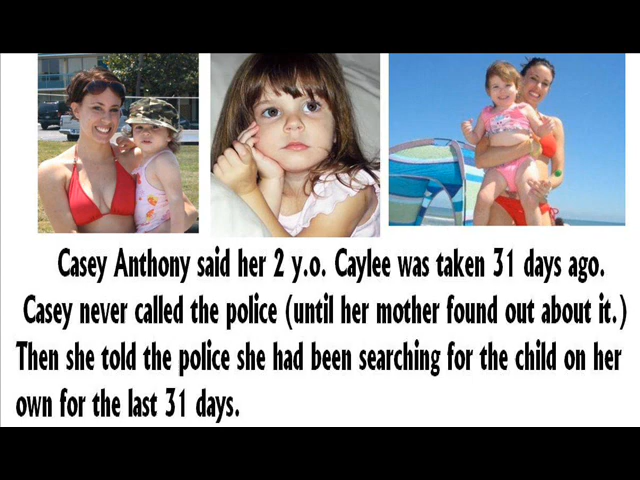 Casey Anthony said her 2 y.o. Caylee was taken 31 days ago.
Casey never called the police (until her mother found out about it.)
Then she told the police she had been searching for the child on her
own for the last 31 days.